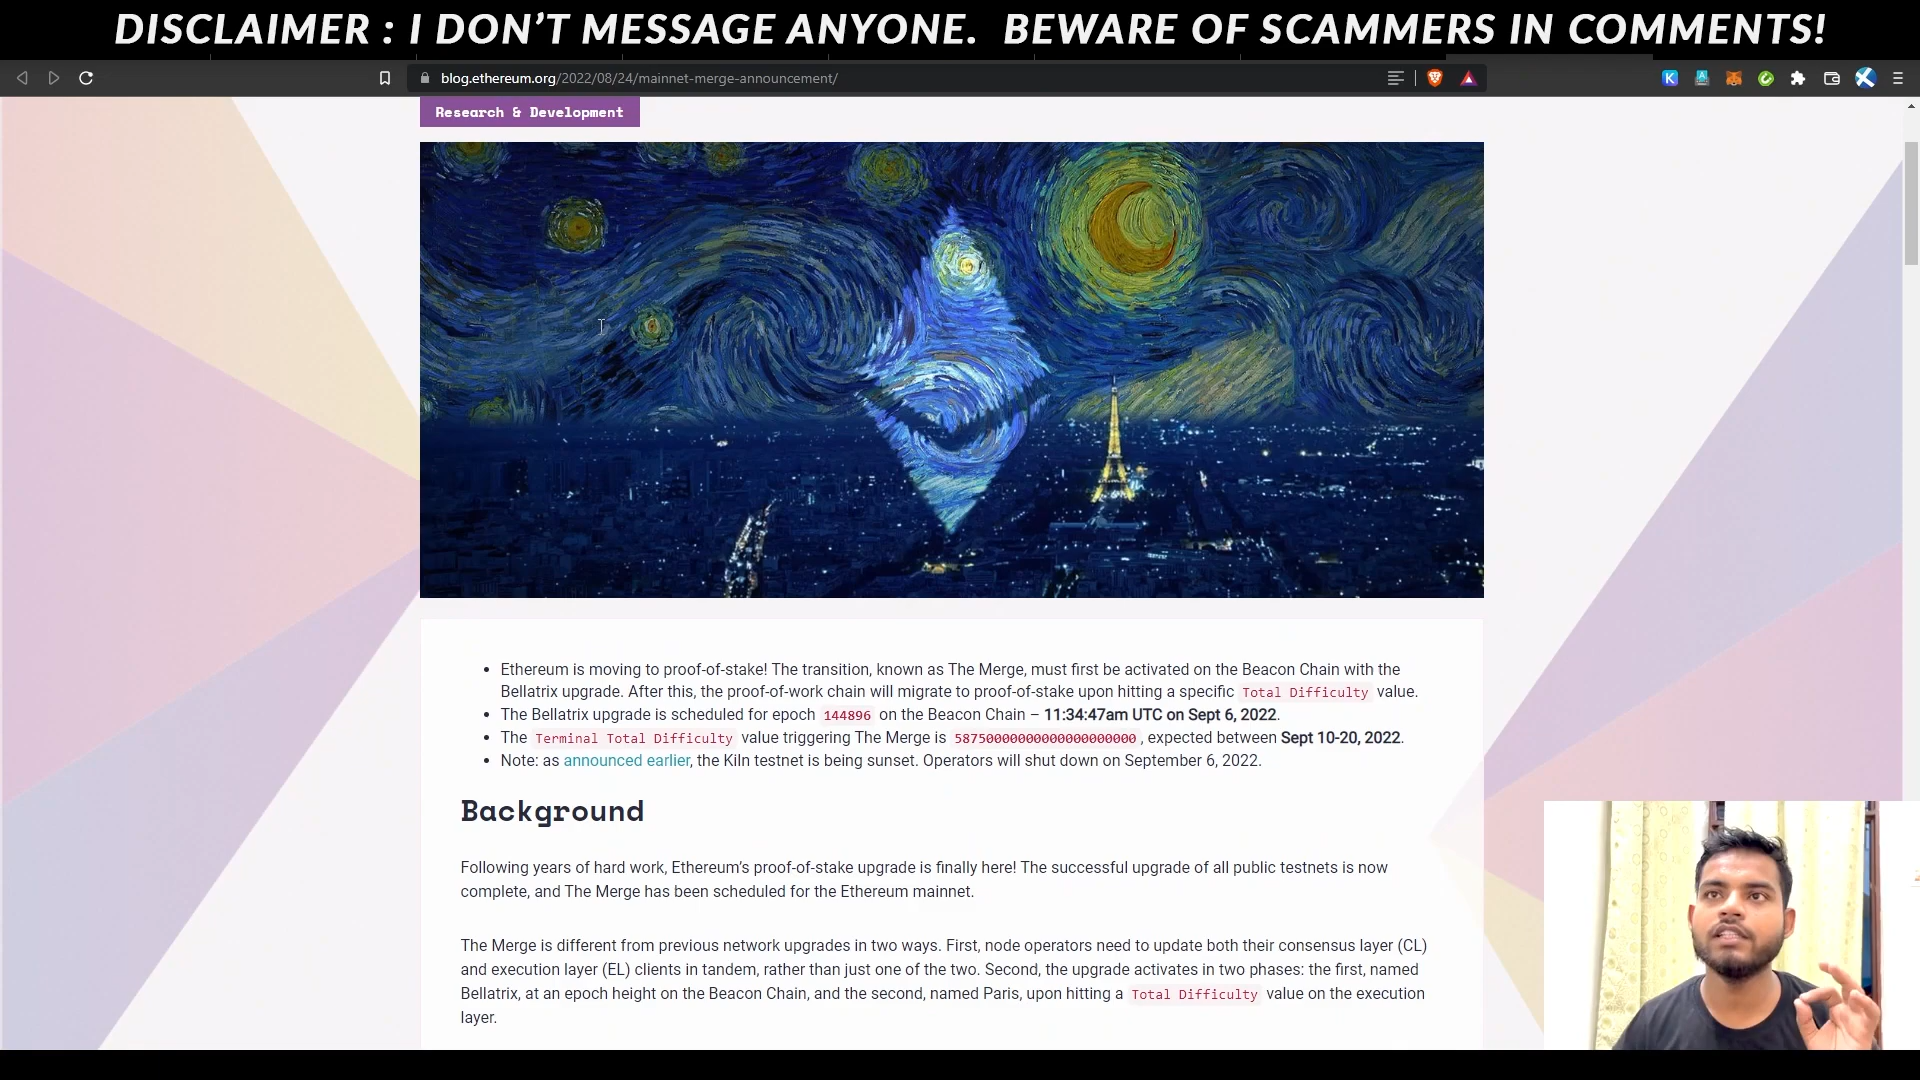 DISCLAIMER : I DON'T MESSAGE ANYONE. BEWARE OF SCAMMERS IN COMMENTS!
blog.ethereum.org/2022/08/24/mainnet-merge-announcement/
Research & Development
Ethereum is moving to proof-of-stake! The transition, known as The Merge, must first be activated on the Beacon Chain with the
Bellatrix upgrade. After this, the proof-of-work chain will migrate to proof-of-stake upon hitting a specific Total Difficulty value.
The Bellatrix upgrade is scheduled for epoch 144896 on the Beacon Chain – 11:34:47am UTC on Sept 6, 2022.
The Terminal Total Difficulty value triggering The Merge is 58750000000000000000000, expected between Sept 10-20, 2022.
Note: as announced earlier, the Kiln testnet is being sunset. Operators will shut down on September 6, 2022.
Background
Following years of hard work, Ethereum's proof-of-stake upgrade is finally here! The successful upgrade of all public testnets is now
complete, and The Merge has been scheduled for the Ethereum mainnet.
The Merge is different from previous network upgrades in two ways. First, node operators need to update both their consensus layer (CL)
and execution layer (EL) clients in tandem, rather than just one of the two. Second, the upgrade activates in two phases: the first, named
Bellatrix, at an epoch height on the Beacon Chain, and the second, named Paris, upon hitting a Total Difficulty value on the execution
layer.